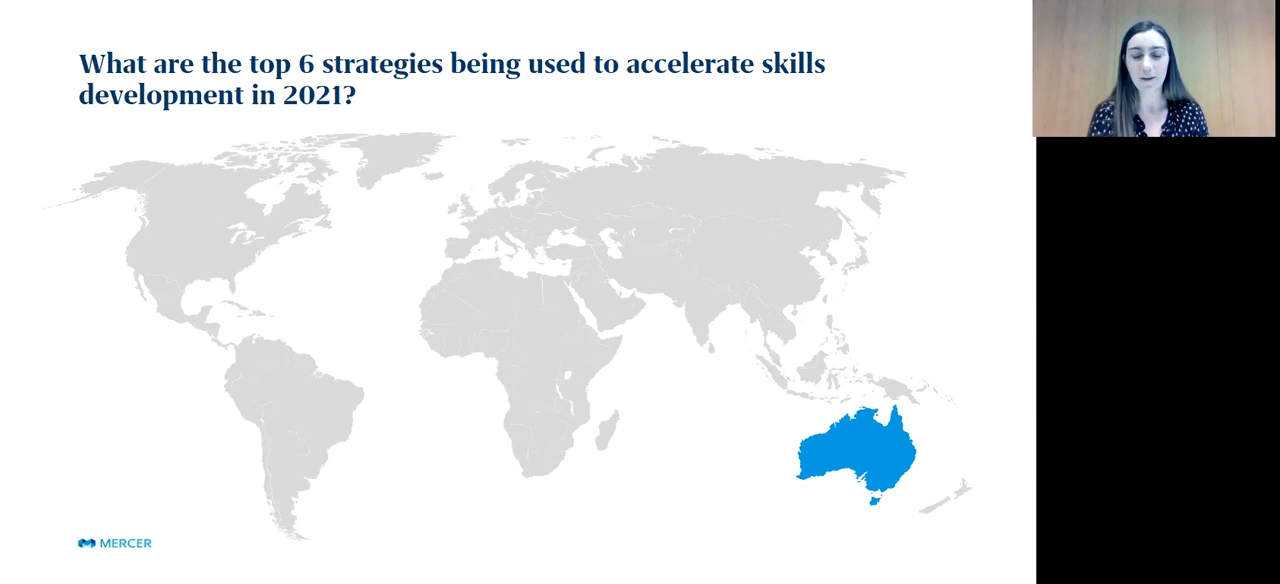 What are the top 6 strategies being used to accelerate skills
development in 2021?
MERCER